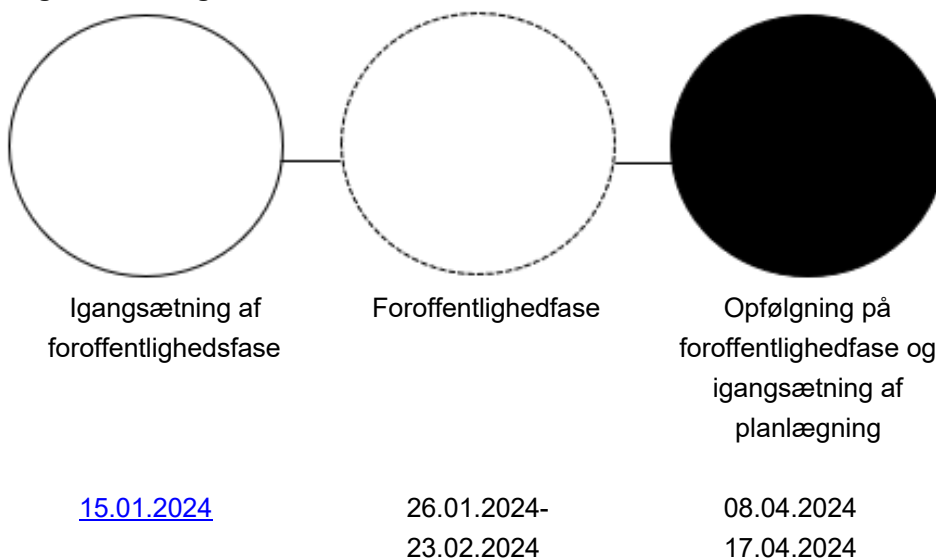 Igangsætning af
foroffentlighedsfase
Foroffentlighedfase
Opfølgning på
foroffentlighedfase og
igangsætning af
planlægning
15.01.2024
26.01.2024-
23.02.2024
08.04.2024
17.04.2024